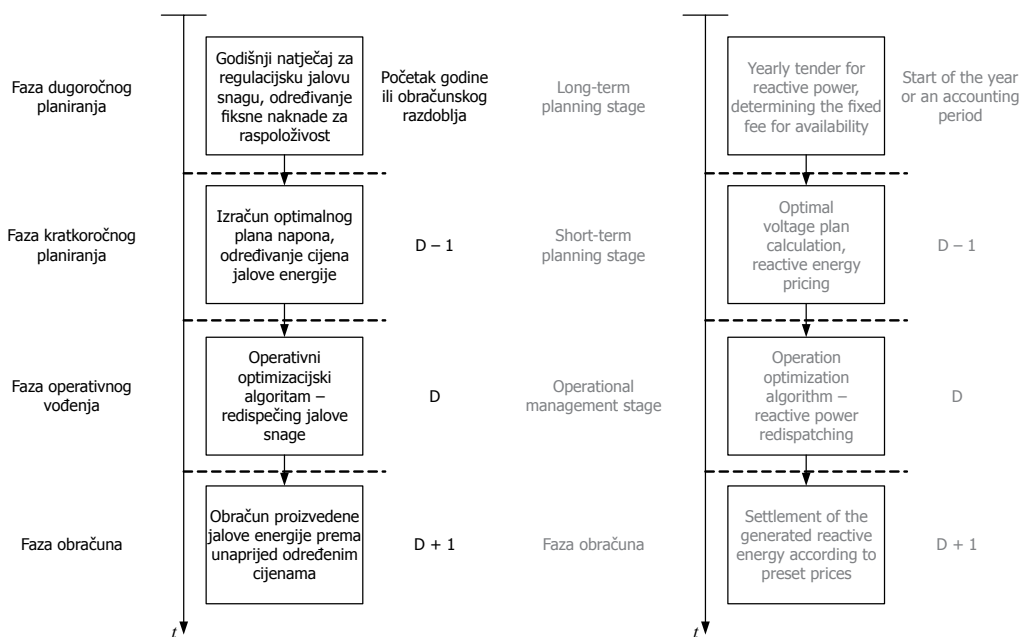 Faza dugoročnog
planiranja
Godišnji natječaj za
regulacijsku jalovu
snagu, određivanje
fiksne naknade za
raspoloživost
Početak godine
ili obračunskog
razdoblja
Faza kratkoročnog
planiranja
Izračun optimalnog
plana napona,
određivanje cijena
jalove energije
D – 1
Faza operativnog
vođenja
Operativni
optimizacijski
algoritam –
redispečing jalove
snage
D
Faza obračuna
Obračun proizvedene
jalove energije prema
unaprijed određenim
cijenama
D + 1
t
Long-term
planning stage
Yearly tender for
reactive power,
determining the fixed
fee for availability
Start of the year
or an accounting
period
Short-term
planning stage
Optimal
voltage plan
calculation,
reactive energy
pricing
D – 1
Operational
management stage
Operation
optimization
algorithm –
reactive power
redispatching
D
Faza obračuna
Settlement of the
generated reactive
energy according to
preset prices
D + 1
t